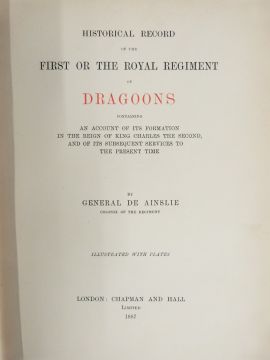 HISTORICAL RECORD
OF THE
FIRST OR THE ROYAL REGIMENT
OF
DRAGOONS
CONTAINING
AN ACCOUNT OF ITS FORMATION
IN THE REIGN OF KING CHARLES THE SECOND,
AND OF ITS SUBSEQUENT SERVICES TO
THE PRESENT TIME
BY
GENERAL DE AINSLIE
COLONEL OF THE REGIMENT
ILLUSTRATED WITH PLATES
LONDON: CHAPMAN AND HALL
LIMITED
1887